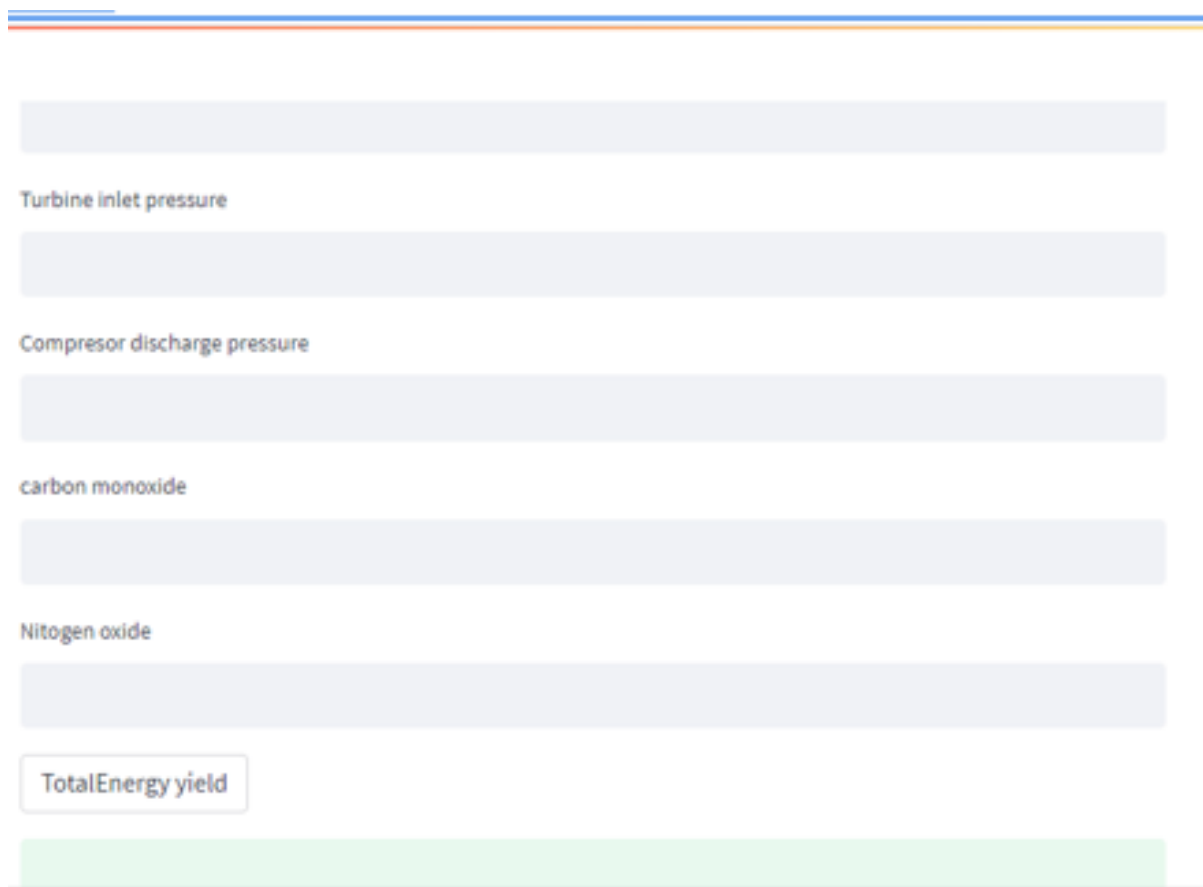 Turbine inlet pressure
Compresor discharge pressure
carbon monoxide
Nitogen oxide
TotalEnergy yield